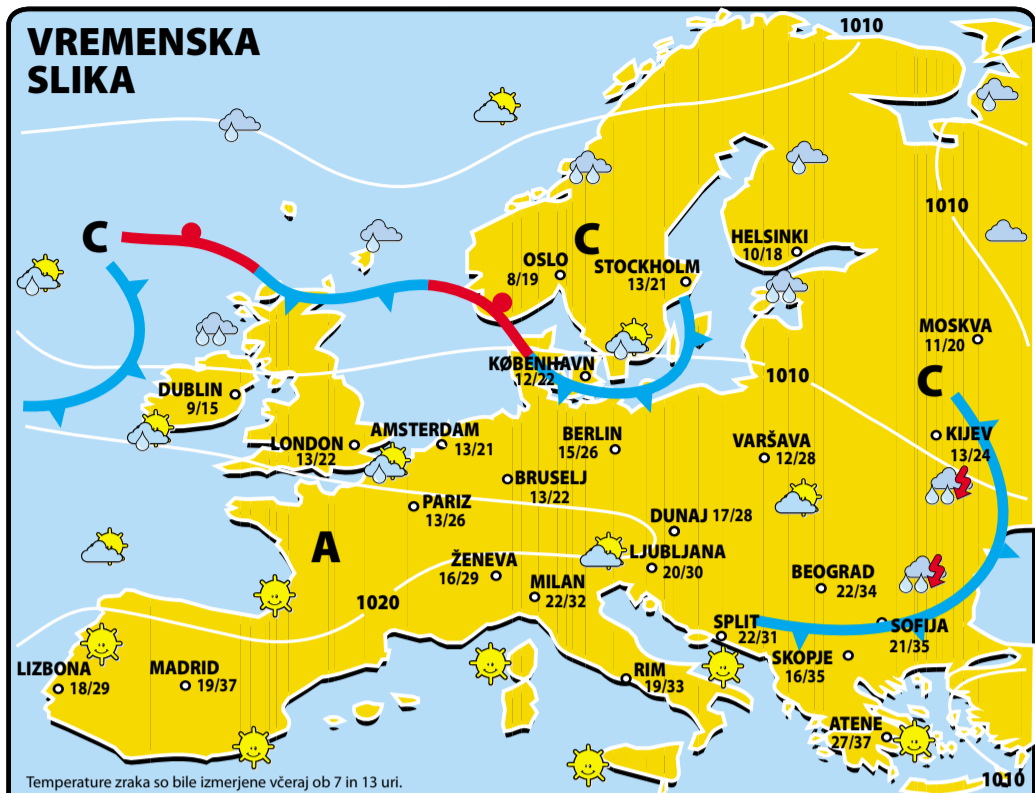 VREMENSKA
SLIKA
1010
C
C
OSLO
8/19
STOCKHOLM
13/21
HELSINKI
10/18
1010
MOSKVA
11/20
KØBENHAVN
12/22
1010
C
DUBLIN
9/15
LONDON
13/22
AMSTERDAM
13/21
BERLIN
15/26
VARŠAVA
12/28
KIJEV
13/24
BRUSELJ
13/22
PARIZ
13/26
DUNAJ 17/28
A
ŽENEVA
16/29
LJUBLJANA
20/30
MILAN
22/32
BEOGRAD
22/34
1020
SPLIT
22/31
SOFIJA
21/35
SKOPJE
16/35
LIZBONA
18/29
MADRID
19/37
RIM
19/33
ATENE
27/37
1010
Temperature zraka so bile izmerjene včeraj ob 7 in 13 uri.